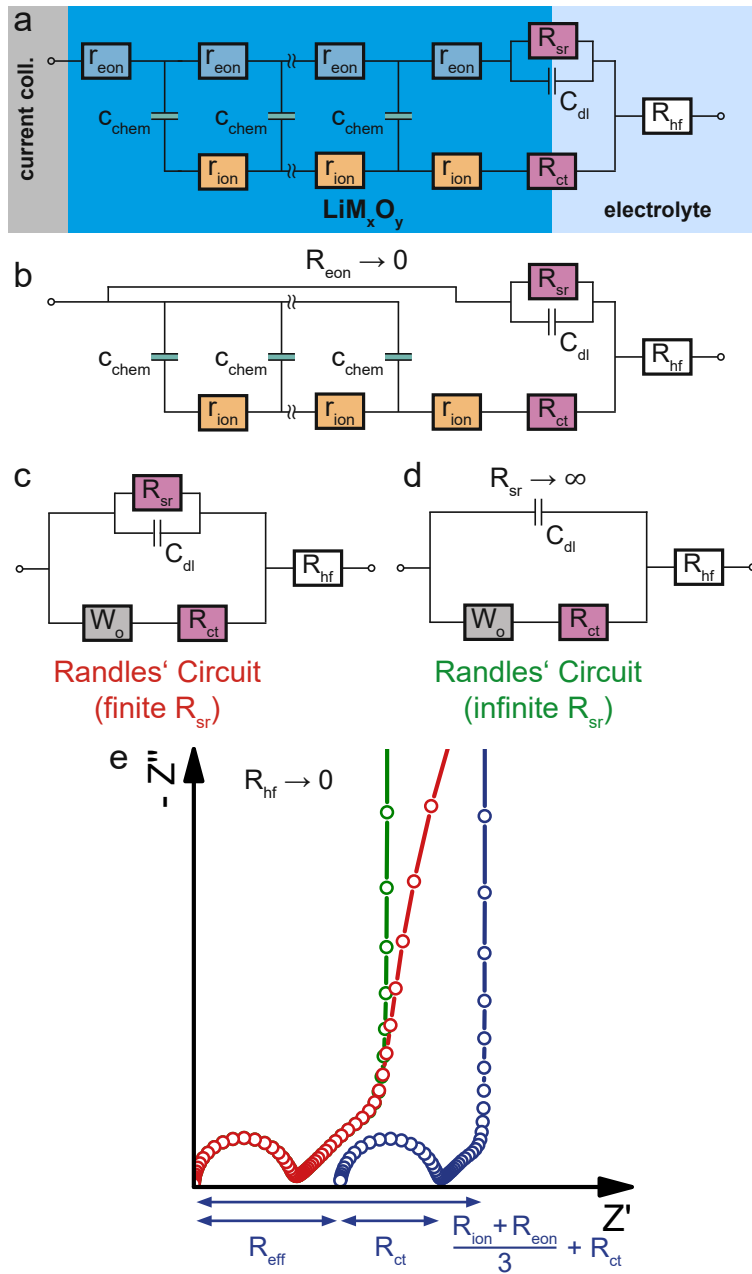 a
current coll.
r_eon r_eon r_eon r_eon R_sr
c_chem c_chem c_chem C_dl
R_hf
r_ion r_ion r_ion R_ct
LiM_xO_y electrolyte
b R_eon → 0
R_sr
c_chem c_chem c_chem C_dl
R_hf
r_ion r_ion r_ion R_ct
c
R_sr
C_dl
R_hf
W_o R_ct
Randles‘ Circuit
(finite R_sr)
d R_sr → ∞
C_dl
R_hf
W_o R_ct
Randles‘ Circuit
(infinite R_sr)
e
- Z"
R_hf → 0
Z'
R_eff R_ct (R_ion + R_eon)/3 + R_ct